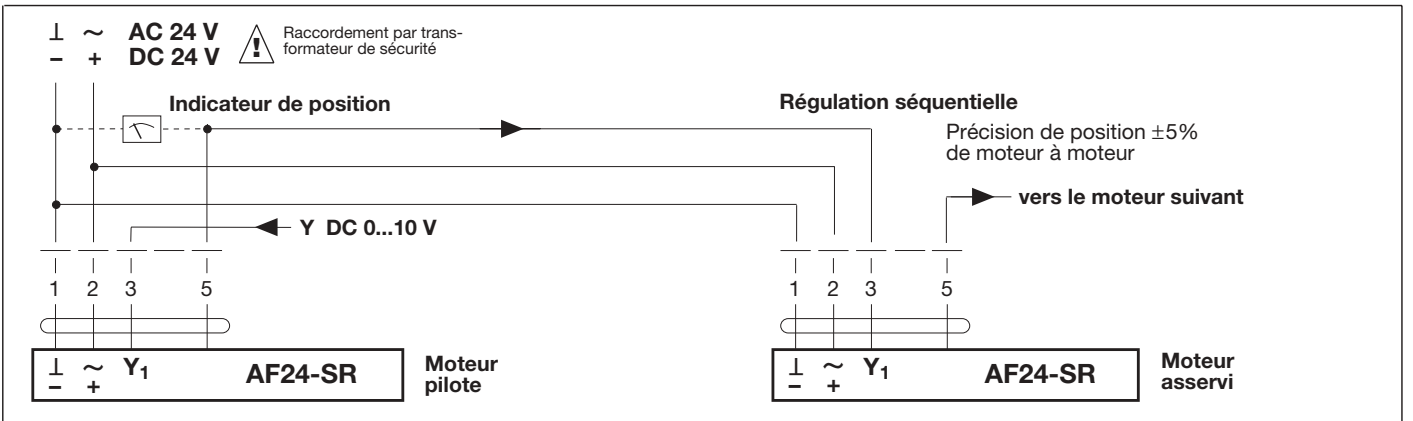 ⊥ ~ AC 24 V
– + DC 24 V
Raccordement par trans-
formateur de sécurité
Indicateur de position
Régulation séquentielle
Précision de position ±5%
de moteur à moteur
vers le moteur suivant
Y DC 0...10 V
1 2 3 5
1 2 3 5
⊥ ~ Y1
– +
AF24-SR
Moteur
pilote
⊥ ~ Y1
– +
AF24-SR
Moteur
asservi